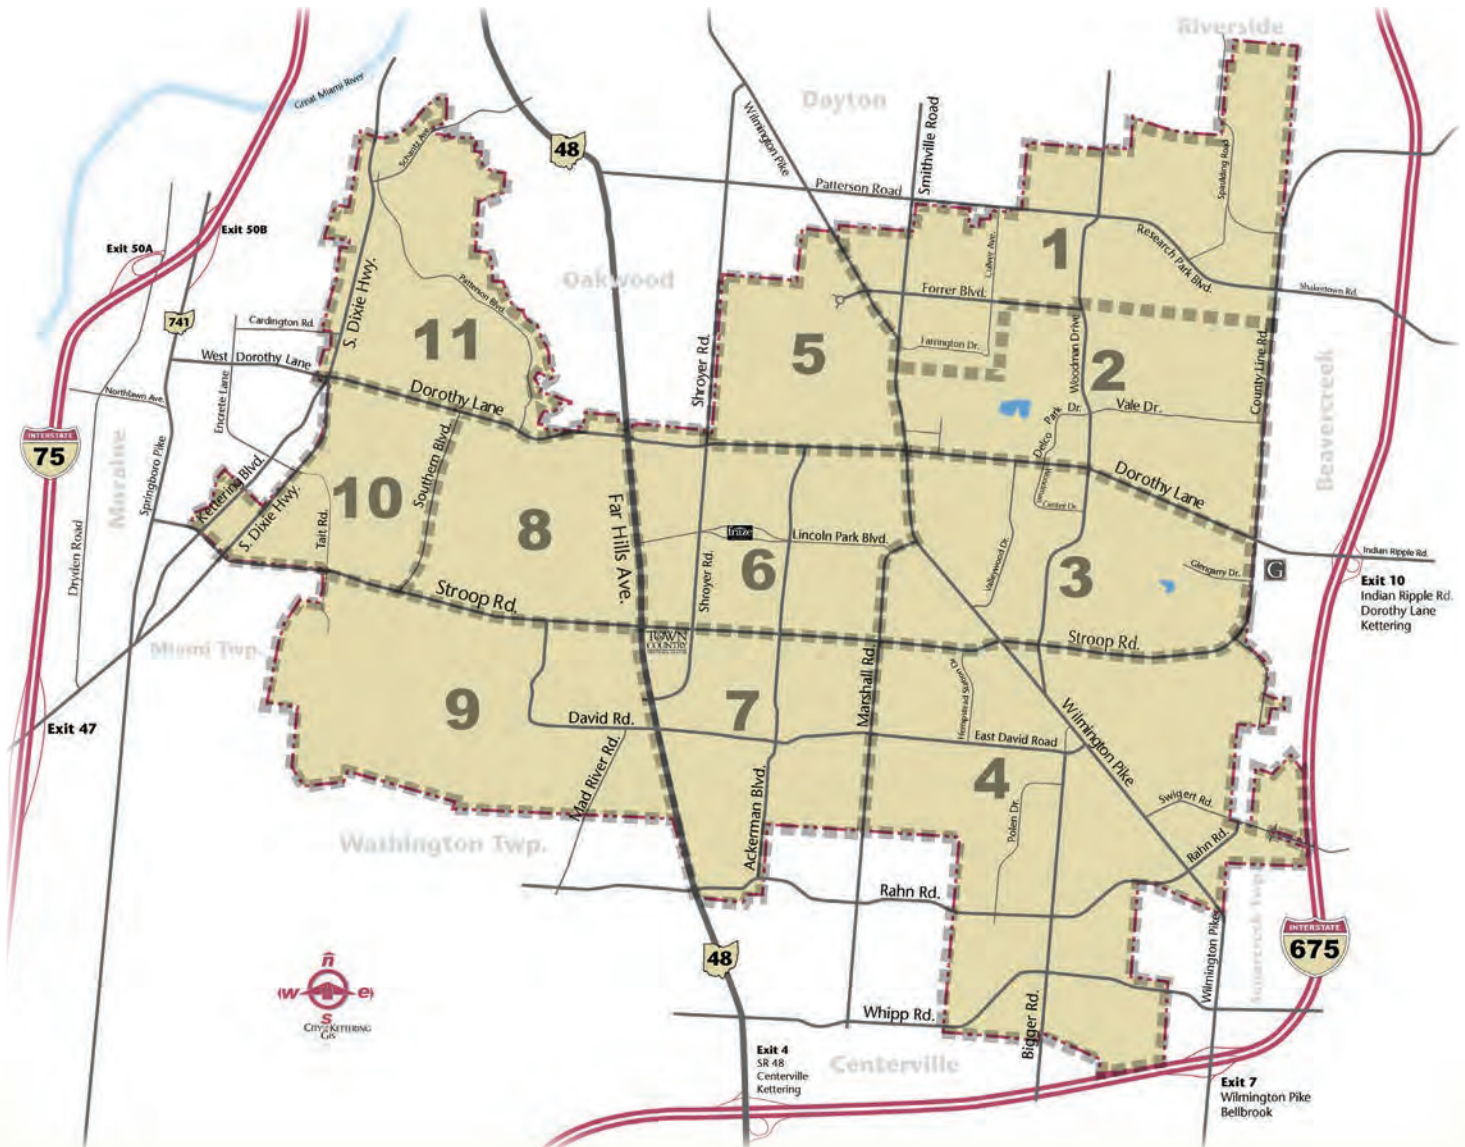 Riverside
Great Miami River
Dayton
48
Wilmington Pike
Smithville Road
Schantz Ave.
Patterson Road
Spaulding Road
Exit 50A
Exit 50B
1
Culver Ave.
Research Park Blvd.
S. Dixie Hwy.
Oakwood
Patterson Blvd.
Forrer Blvd.
Shakertown Rd.
741
Cardington Rd.
11
5
Farrington Dr.
Woodman Drive
2
County Line Rd.
West Dorothy Lane
Shroyer Rd.
Beavercreek
Northlawn Ave.
Encrete Lane
Dorothy Lane
Delco Park Dr.
Vale Dr.
INTERSTATE
75
Moraine
Springboro Pike
Kettering Blvd.
10
Southern Blvd.
Dorothy Lane
S. Dixie Hwy.
Tait Rd.
8
Far Hills Ave.
fraze
Lincoln Park Blvd.
Center Dr.
Valleywood Dr.
Dryden Road
6
Shroyer Rd.
3
Glengarry Dr.
G
Indian Ripple Rd.
Exit 10
Indian Ripple Rd.
Dorothy Lane
Kettering
Stroop Rd.
Miami Twp.
TOWN
COUNTRY
Stroop Rd.
Marshall Rd.
Hempstead Station Dr.
9
7
Exit 47
David Rd.
Wilmington Pike
Mad River Rd.
East David Road
4
Ackerman Blvd.
Polen Dr.
Swigert Rd.
Washington Twp.
Rahn Rd.
Rahn Rd.
Sugarcreek Twp.
INTERSTATE
675
48
Wilmington Pike
n
w e
s
CITY OF KETTERING
GIS
Whipp Rd.
Bigger Rd.
Exit 4
SR 48
Centerville
Kettering
Centerville
Exit 7
Wilmington Pike
Bellbrook